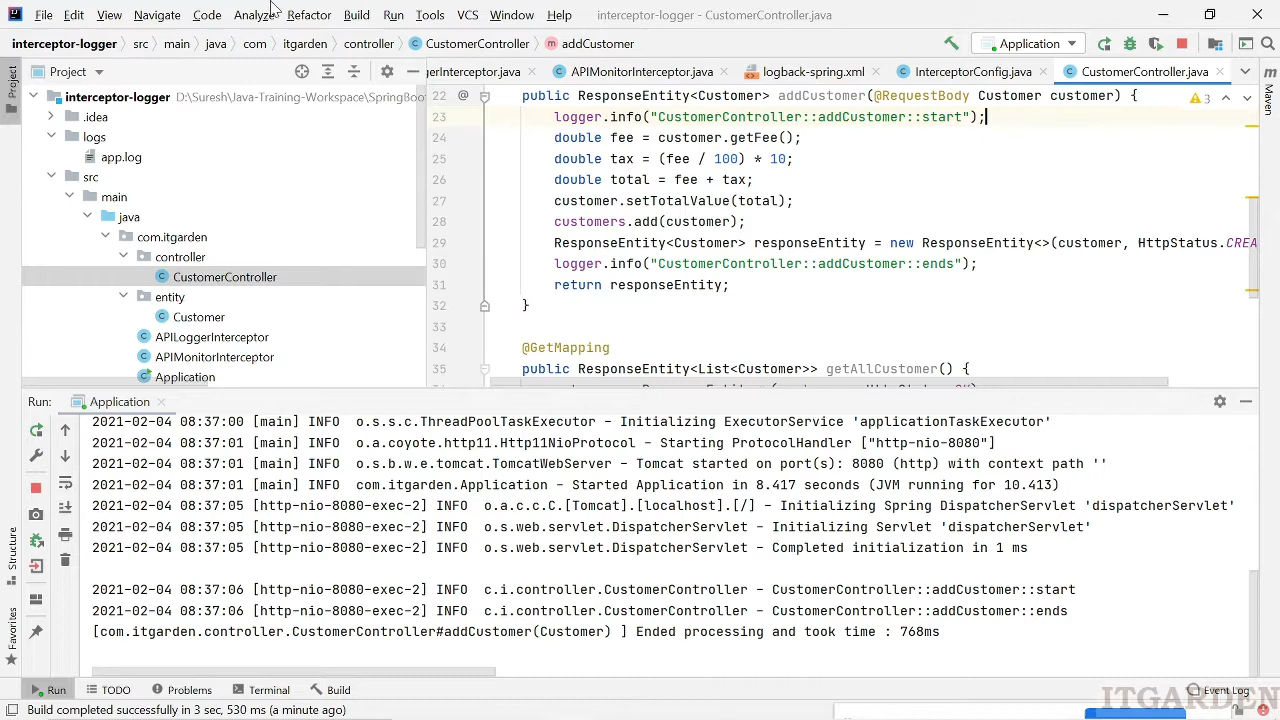 File Edit View Navigate Code Analyze Refactor Build Run Tools VCS Window Help interceptor-logger - CustomerController.java
interceptor-logger src main java com itgarden controller CustomerController addCustomer Application
Project gerInterceptor.java APIMonitorInterceptor.java logback-spring.xml InterceptorConfig.java CustomerController.java
Project
Maven
interceptor-logger D:\Suresh\Java-Training-Workspace\SpringBoo
.idea
logs
app.log
src
main
java
com.itgarden
controller
CustomerController
entity
Customer
APILoggerInterceptor
APIMonitorInterceptor
Application
22 @ public ResponseEntity<Customer> addCustomer(@RequestBody Customer customer) { 3
23 logger.info("CustomerController::addCustomer::start");
24 double fee = customer.getFee();
25 double tax = (fee / 100) * 10;
26 double total = fee + tax;
27 customer.setTotalValue(total);
28 customers.add(customer);
29 ResponseEntity<Customer> responseEntity = new ResponseEntity<>(customer, HttpStatus.CREA
30 logger.info("CustomerController::addCustomer::ends");
31 return responseEntity;
32 }
33
34 @GetMapping
35 public ResponseEntity<List<Customer>> getAllCustomer() {
Run: Application
2021-02-04 08:37:00 [main] INFO o.s.s.c.ThreadPoolTaskExecutor - Initializing ExecutorService 'applicationTaskExecutor'
2021-02-04 08:37:01 [main] INFO o.a.coyote.http11.Http11NioProtocol - Starting ProtocolHandler ["http-nio-8080"]
2021-02-04 08:37:01 [main] INFO o.s.b.w.e.tomcat.TomcatWebServer - Tomcat started on port(s): 8080 (http) with context path ''
2021-02-04 08:37:01 [main] INFO com.itgarden.Application - Started Application in 8.417 seconds (JVM running for 10.413)
2021-02-04 08:37:05 [http-nio-8080-exec-2] INFO o.a.c.c.C.[Tomcat].[localhost].[/] - Initializing Spring DispatcherServlet 'dispatcherServlet'
2021-02-04 08:37:05 [http-nio-8080-exec-2] INFO o.s.web.servlet.DispatcherServlet - Initializing Servlet 'dispatcherServlet'
2021-02-04 08:37:05 [http-nio-8080-exec-2] INFO o.s.web.servlet.DispatcherServlet - Completed initialization in 1 ms
2021-02-04 08:37:06 [http-nio-8080-exec-2] INFO c.i.controller.CustomerController - CustomerController::addCustomer::start
2021-02-04 08:37:06 [http-nio-8080-exec-2] INFO c.i.controller.CustomerController - CustomerController::addCustomer::ends
[com.itgarden.controller.CustomerController#addCustomer(Customer) ] Ended processing and took time : 768ms
Structure
Favorites
Run TODO Problems Terminal Build Event Log
ITGARDEN
Build completed successfully in 3 sec, 530 ms (a minute ago)